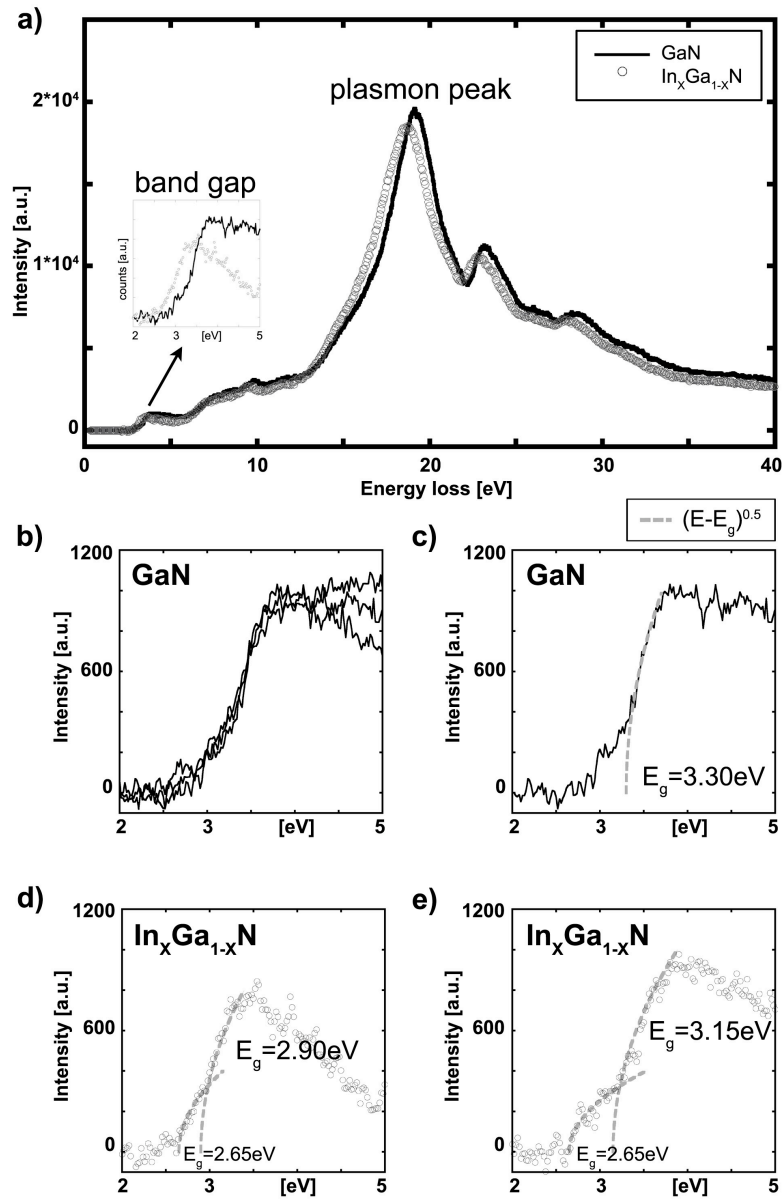 a)
GaN
InXGa1-XN
plasmon peak
2*10⁴
band gap
counts [a.u.]
2 3 [eV] 5
Intensity [a.u.]
1*10⁴
0
0 10 20 30 40
Energy loss [eV]
(E-Eg)^0.5
b)
1200
GaN
Intensity [a.u.]
600
0
2 3 [eV] 5
c)
1200
GaN
Intensity [a.u.]
600
Eg=3.30eV
0
2 3 [eV] 5
d)
1200
InXGa1-XN
Intensity [a.u.]
600
Eg=2.90eV
0
Eg=2.65eV
2 3 [eV] 5
e)
1200
InXGa1-XN
Intensity [a.u.]
600
Eg=3.15eV
0
Eg=2.65eV
2 3 [eV] 5